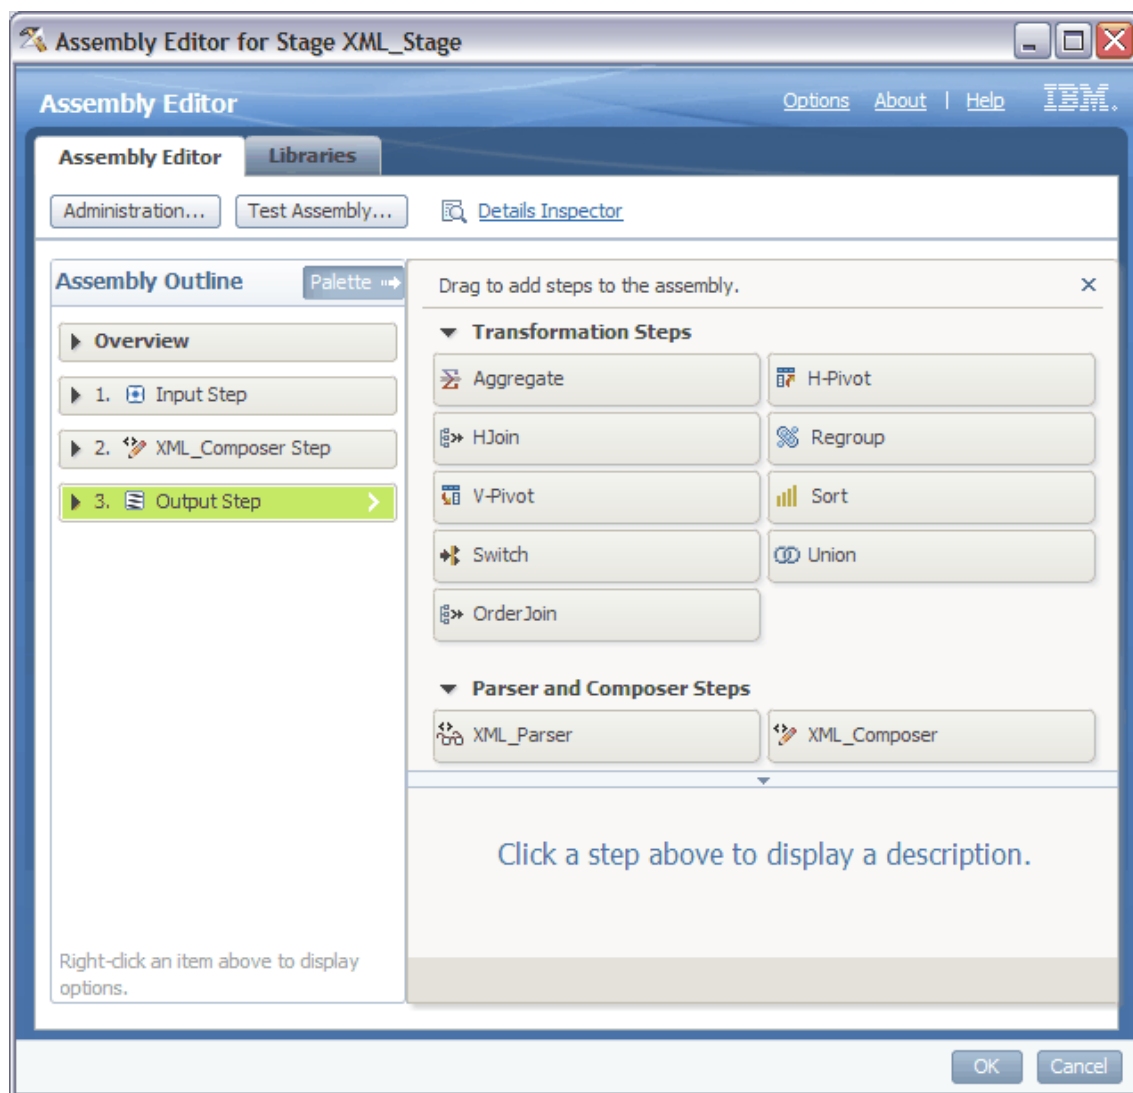 Assembly Editor for Stage XML_Stage
Assembly Editor
Options About | Help IBM.
Assembly Editor Libraries
Administration... Test Assembly... Details Inspector
Assembly Outline Palette
Overview
1. Input Step
2. XML_Composer Step
3. Output Step
Right-click an item above to display
options.
Drag to add steps to the assembly.
Transformation Steps
Aggregate H-Pivot
HJoin Regroup
V-Pivot Sort
Switch Union
OrderJoin
Parser and Composer Steps
XML_Parser XML_Composer
Click a step above to display a description.
OK Cancel